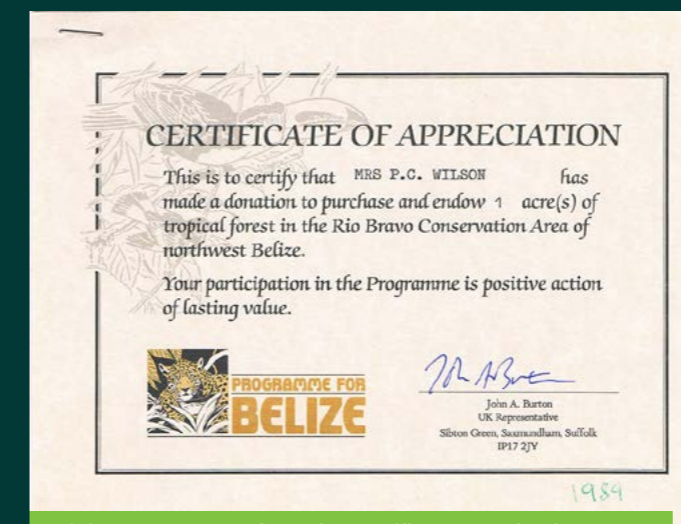 CERTIFICATE OF APPRECIATION
This is to certify that MRS P.C. WILSON has
made a donation to purchase and endow 1 acre(s) of
tropical forest in the Rio Bravo Conservation Area of
northwest Belize.
Your participation in the Programme is positive action
of lasting value.
PROGRAMME FOR
BELIZE
John A. Burton
UK Representative
Sibton Green, Saxmundham, Suffolk
IP17 2JY
1989